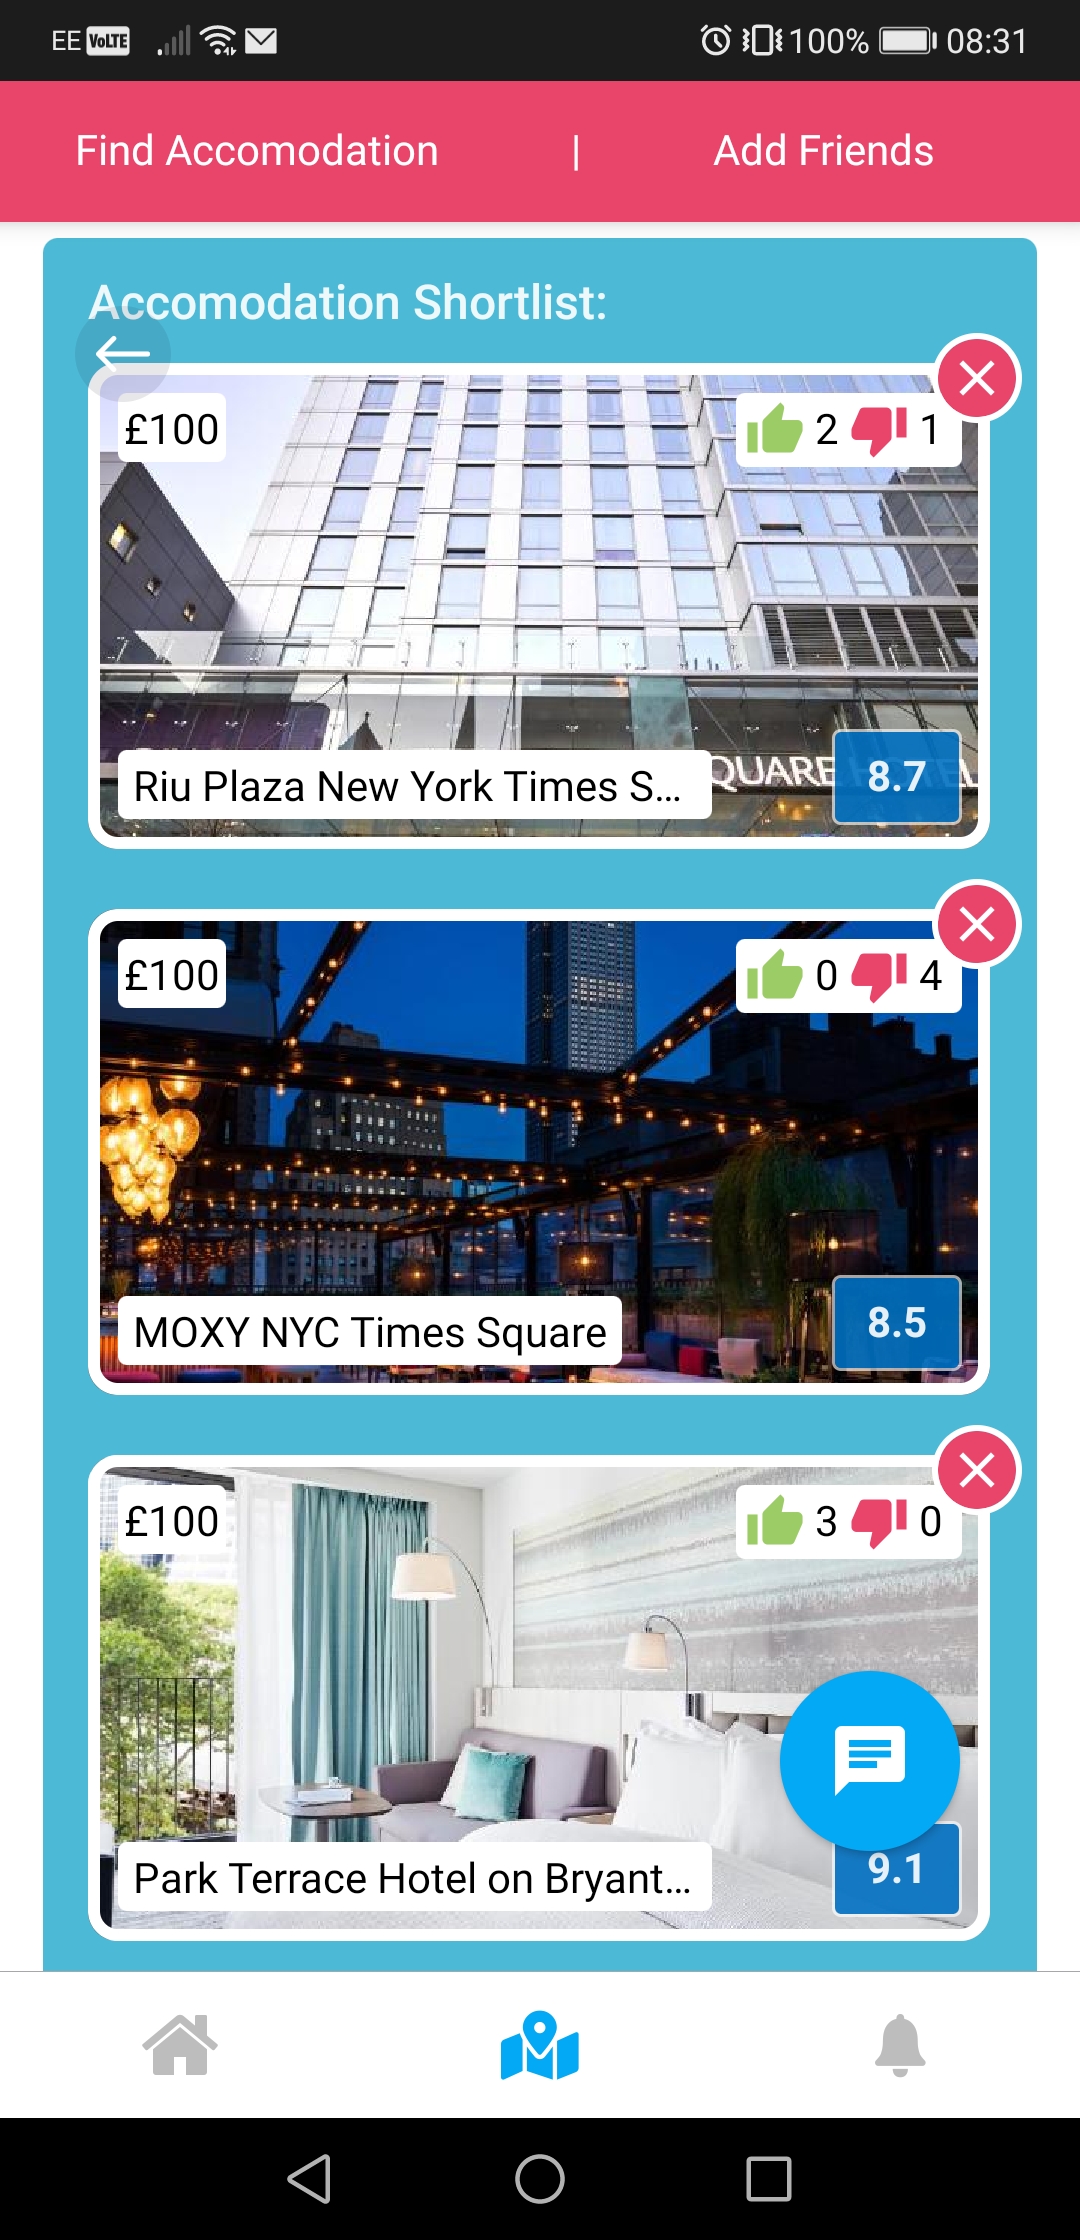 EE VoLTE 100% 08:31
Find Accomodation | Add Friends
Accomodation Shortlist:
£100 2 1
QUARE
Riu Plaza New York Times S... 8.7
£100 0 4
MOXY NYC Times Square 8.5
£100 3 0
Park Terrace Hotel on Bryant... 9.1